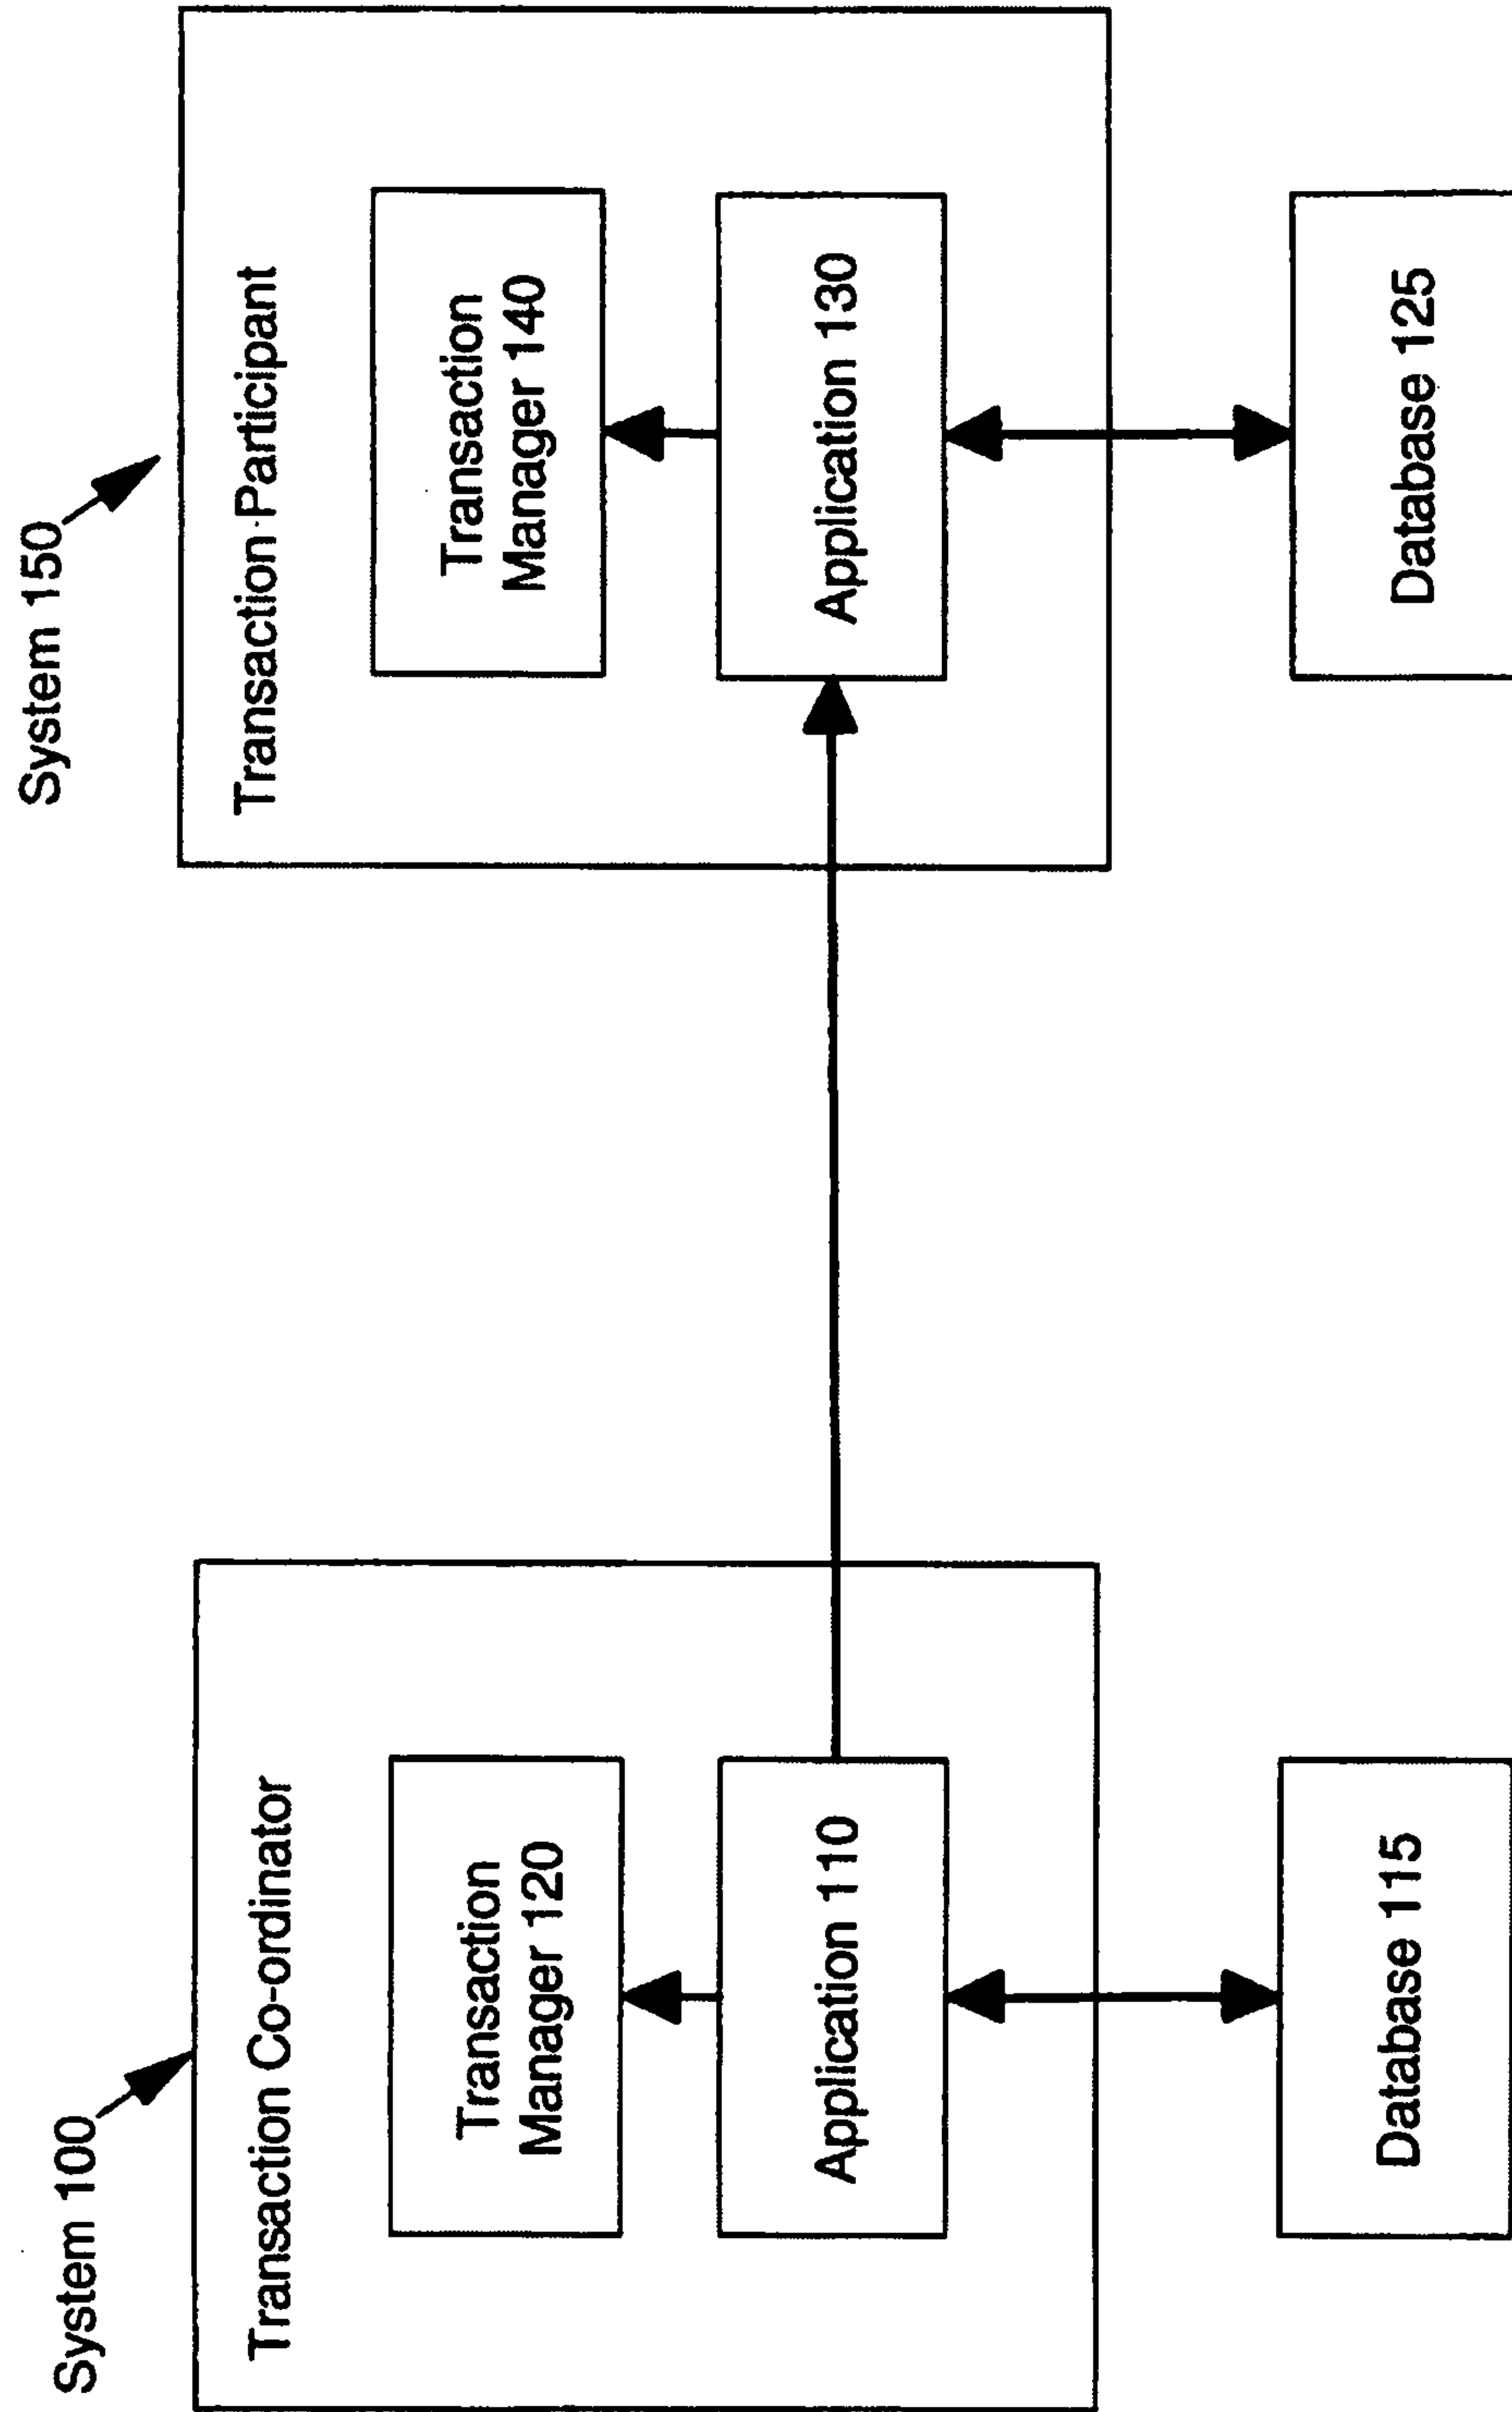 System 100
Transaction Co-ordinator
Transaction
Manager 120
Application 110
Database 115
System 150
Transaction Participant
Transaction
Manager 140
Application 130
Database 125